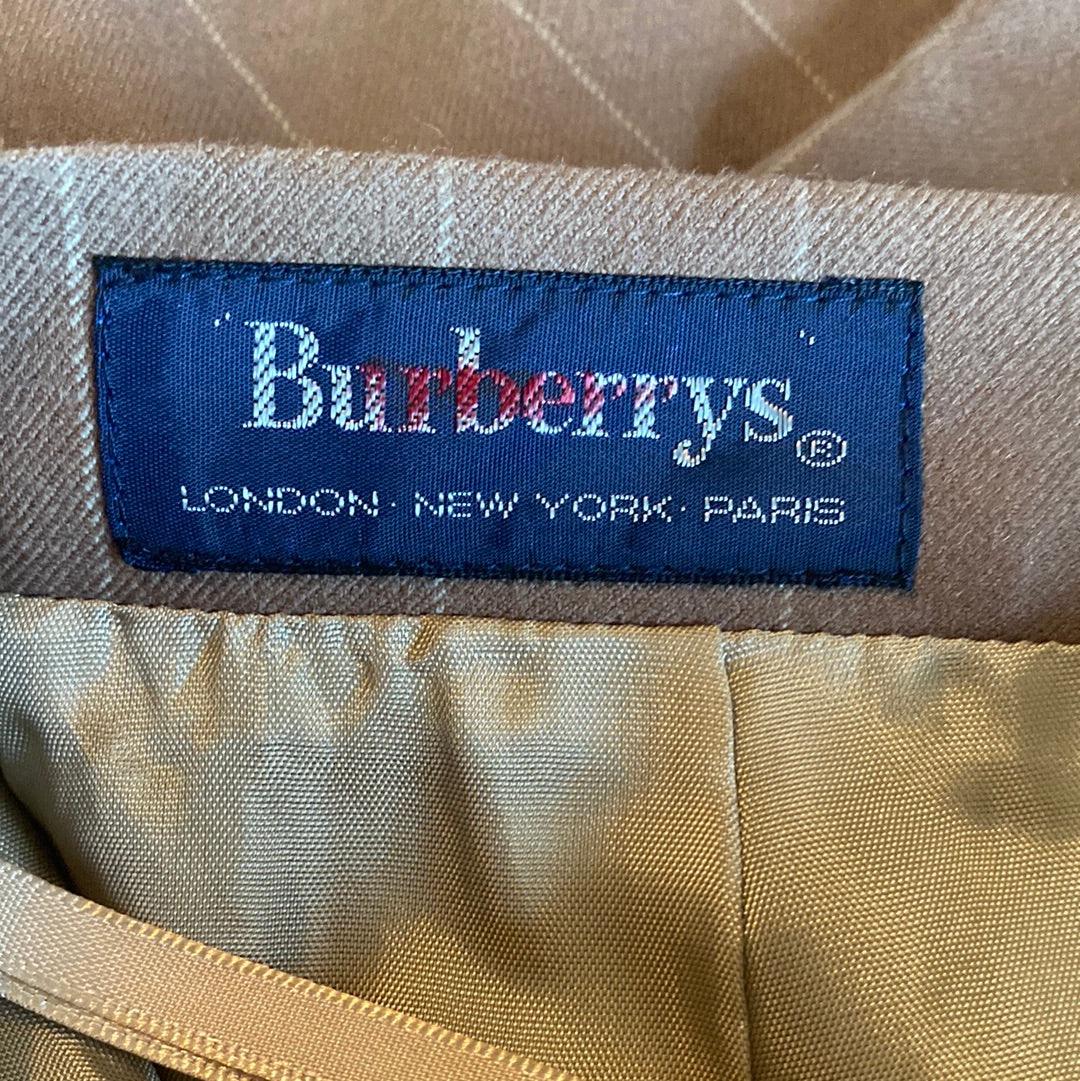 'Burberrys'®
LONDON · NEW YORK · PARIS